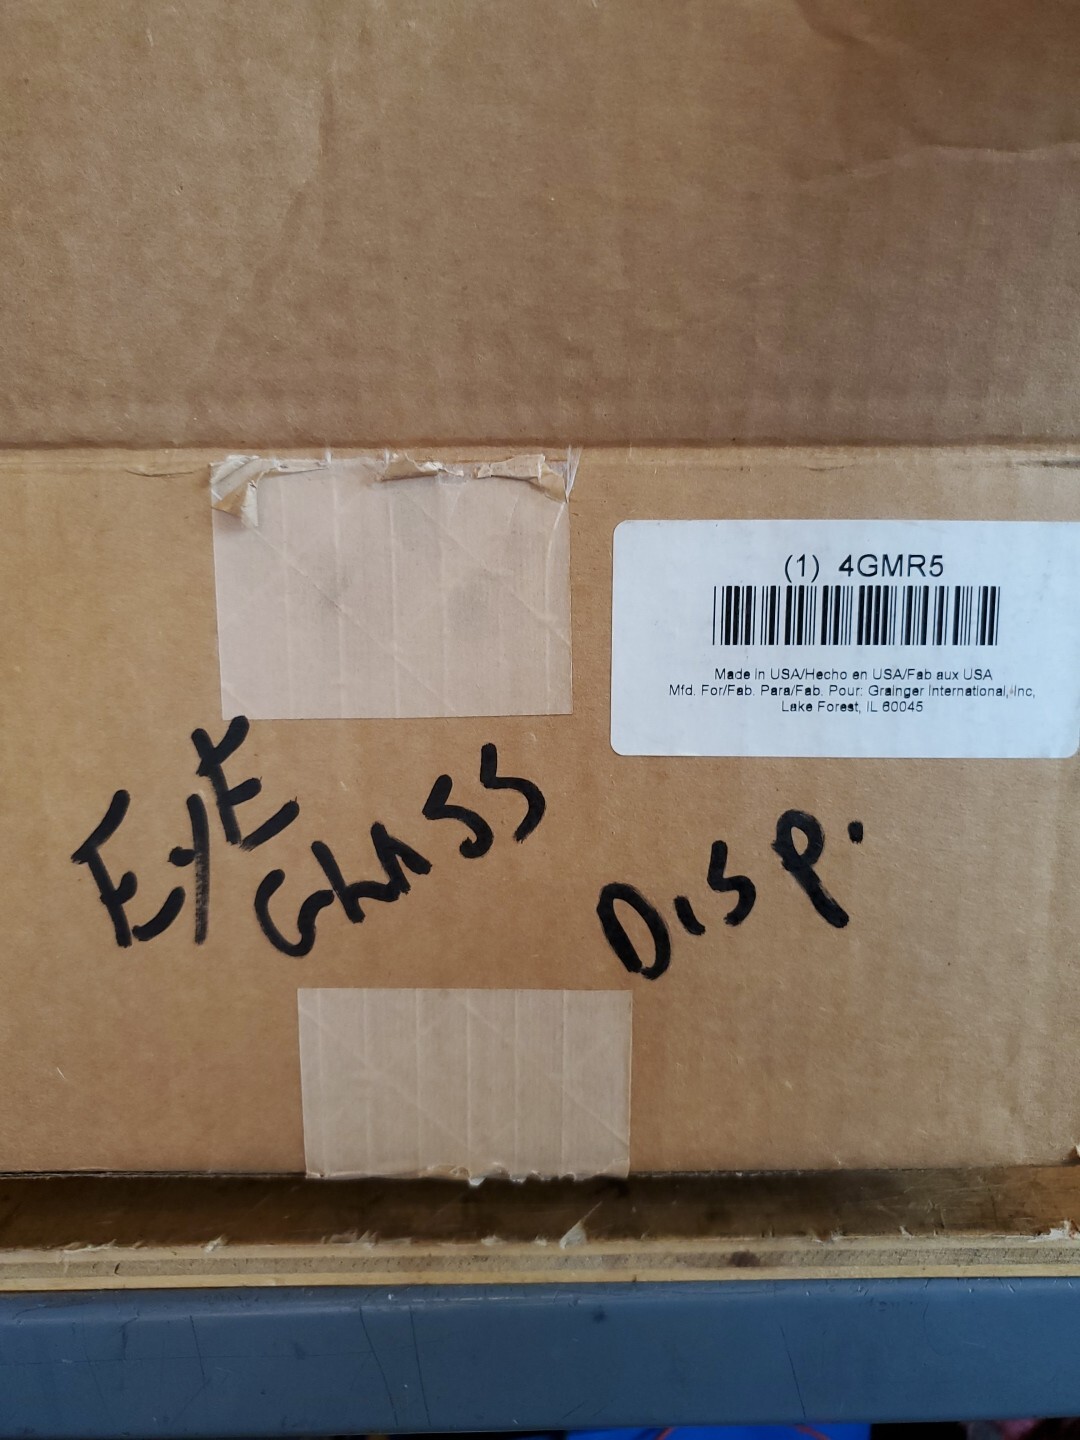 (1) 4GMR5
Made in USA/Hecho en USA/Fab aux USA
Mfd. For/Fab. Para/Fab. Pour: Grainger International, Inc,
Lake Forest, IL 60045
EYE
GLASS
DiSP.